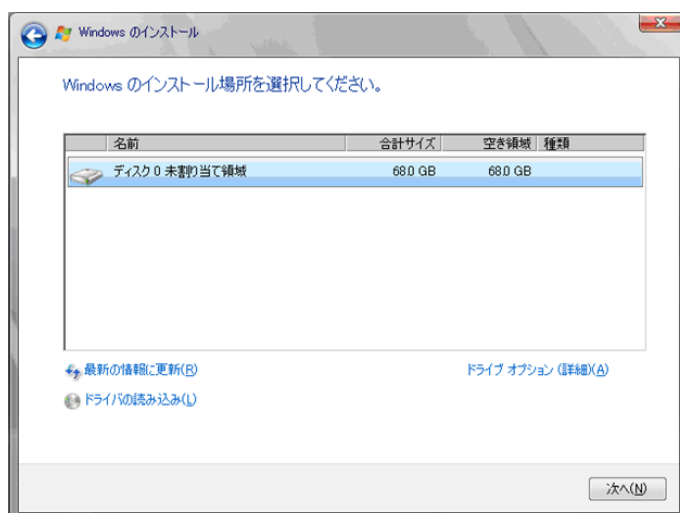 Windows のインストール
Windows のインストール場所を選択してください。
名前 合計サイズ 空き領域 種類
ディスク 0 未割り当て領域 68.0 GB 68.0 GB
最新の情報に更新(R) ドライブ オプション (詳細)(A)
ドライバの読み込み(L)
次へ(N)